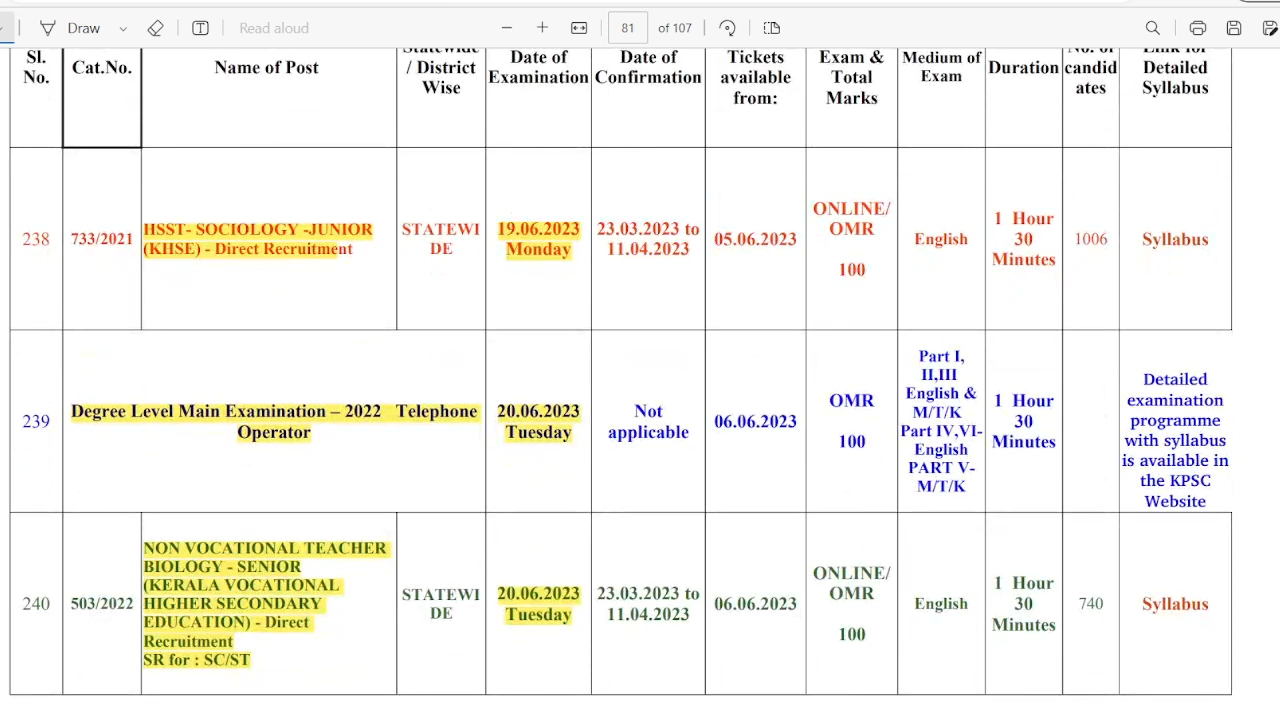 Draw
Read aloud
81
of 107
Sl.
No.
Cat.No.
Name of Post
Statewide
/ District
Wise
Date of
Examination
Date of
Confirmation
Tickets
available
from:
Exam &
Total
Marks
Medium of
Exam
Duration
No. of
candid
ates
Link for
Detailed
Syllabus
238
733/2021
HSST- SOCIOLOGY -JUNIOR
(KHSE) - Direct Recruitment
STATEWI
DE
19.06.2023
Monday
23.03.2023 to
11.04.2023
05.06.2023
ONLINE/
OMR
100
English
1 Hour
30
Minutes
1006
Syllabus
239
Degree Level Main Examination – 2022 Telephone
Operator
20.06.2023
Tuesday
Not
applicable
06.06.2023
OMR
100
Part I,
II,III
English &
M/T/K
Part IV,VI-
English
PART V-
M/T/K
1 Hour
30
Minutes
Detailed
examination
programme
with syllabus
is available in
the KPSC
Website
240
503/2022
NON VOCATIONAL TEACHER
BIOLOGY - SENIOR
(KERALA VOCATIONAL
HIGHER SECONDARY
EDUCATION) - Direct
Recruitment
SR for : SC/ST
STATEWI
DE
20.06.2023
Tuesday
23.03.2023 to
11.04.2023
06.06.2023
ONLINE/
OMR
100
English
1 Hour
30
Minutes
740
Syllabus